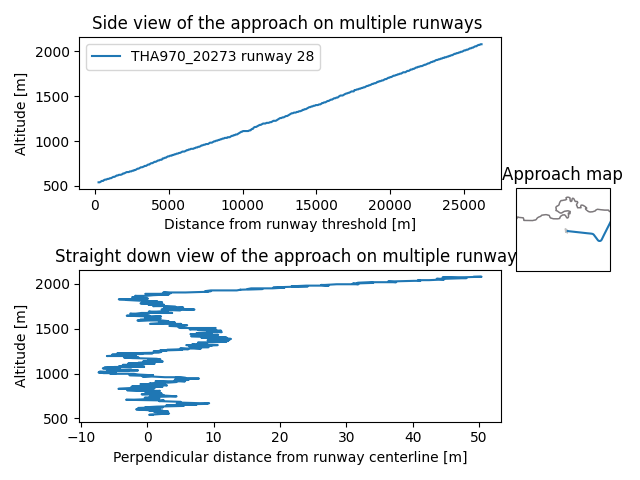 Side view of the approach on multiple runways
2000
1500
1000
500
Altitude [m]
THA970_20273 runway 28
0 5000 10000 15000 20000 25000
Distance from runway threshold [m]
Approach map
Straight down view of the approach on multiple runway
2000
1500
1000
500
Altitude [m]
−10 0 10 20 30 40 50
Perpendicular distance from runway centerline [m]